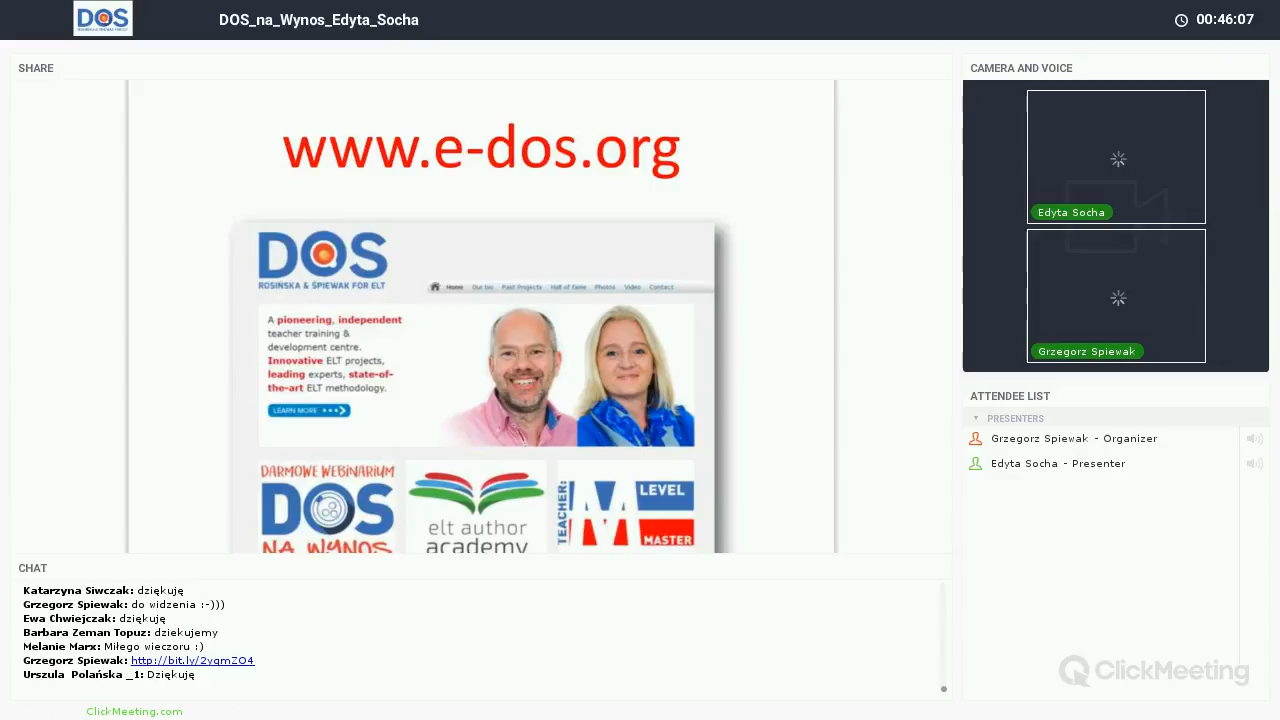 DOS
ROSIŃSKA & ŚPIEWAK FOR ELT
DOS_na_Wynos_Edyta_Socha
00:46:07
SHARE
www.e-dos.org
DOS
ROSIŃSKA & ŚPIEWAK FOR ELT
Home Our bio Past Projects Hall of fame Photos Video Contact
A pioneering, independent
teacher training &
development centre.
Innovative ELT projects,
leading experts, state-of-
the-art ELT methodology.
LEARN MORE
DARMOWE WEBINARIUM
DOS
NA WYNOS
elt author
academy
TEACHER:
LEVEL
MASTER
CAMERA AND VOICE
Edyta Socha
Grzegorz Spiewak
ATTENDEE LIST
PRESENTERS
Grzegorz Spiewak - Organizer
Edyta Socha - Presenter
CHAT
Katarzyna Siwczak: dziękuję
Grzegorz Spiewak: do widzenia :-)))
Ewa Chwiejczak: dziękuję
Barbara Zeman Topuz: dziekujemy
Melanie Marx: Miłego wieczoru :)
Grzegorz Spiewak: http://bit.ly/2yqmZO4
Urszula Polańska _1: Dziękuję
ClickMeeting
ClickMeeting.com